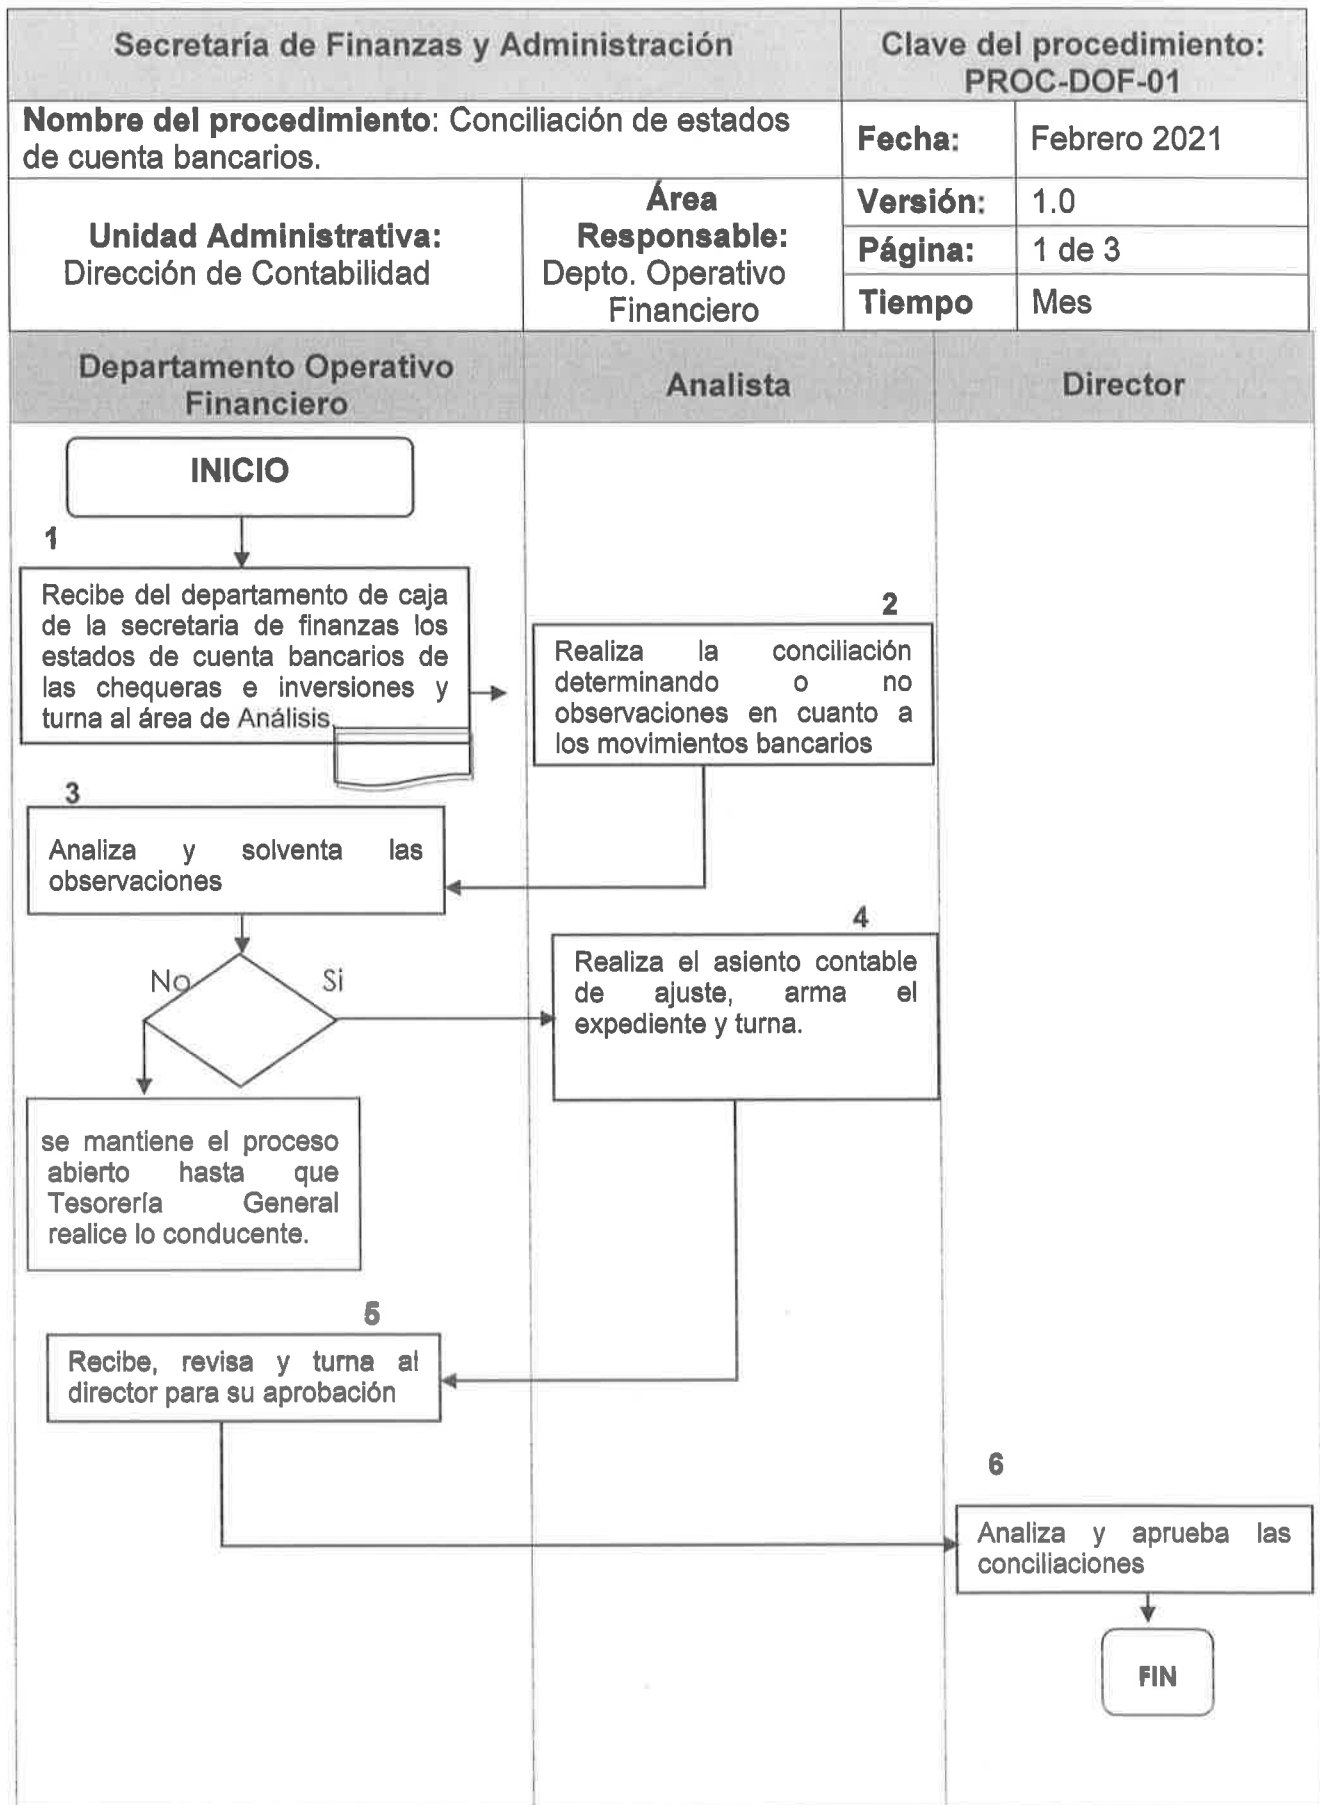 Secretaría de Finanzas y Administración
Clave del procedimiento:
PROC-DOF-01
Nombre del procedimiento: Conciliación de estados
de cuenta bancarios.
Fecha:
Febrero 2021
Unidad Administrativa:
Dirección de Contabilidad
Área
Responsable:
Depto. Operativo
Financiero
Versión:
1.0
Página:
1 de 3
Tiempo
Mes
Departamento Operativo
Financiero
Analista
Director
INICIO
1
Recibe del departamento de caja
de la secretaria de finanzas los
estados de cuenta bancarios de
las chequeras e inversiones y
turna al área de Análisis.
2
Realiza la conciliación
determinando o no
observaciones en cuanto a
los movimientos bancarios
3
Analiza y solventa las
observaciones
No
Si
4
Realiza el asiento contable
de ajuste, arma el
expediente y turna.
se mantiene el proceso
abierto hasta que
Tesorería General
realice lo conducente.
5
Recibe, revisa y turna al
director para su aprobación
6
Analiza y aprueba las
conciliaciones
FIN